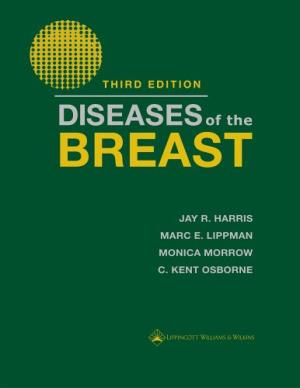 THIRD EDITION
DISEASES of the
BREAST
JAY R. HARRIS
MARC E. LIPPMAN
MONICA MORROW
C. KENT OSBORNE
LIPPINCOTT WILLIAMS & WILKINS